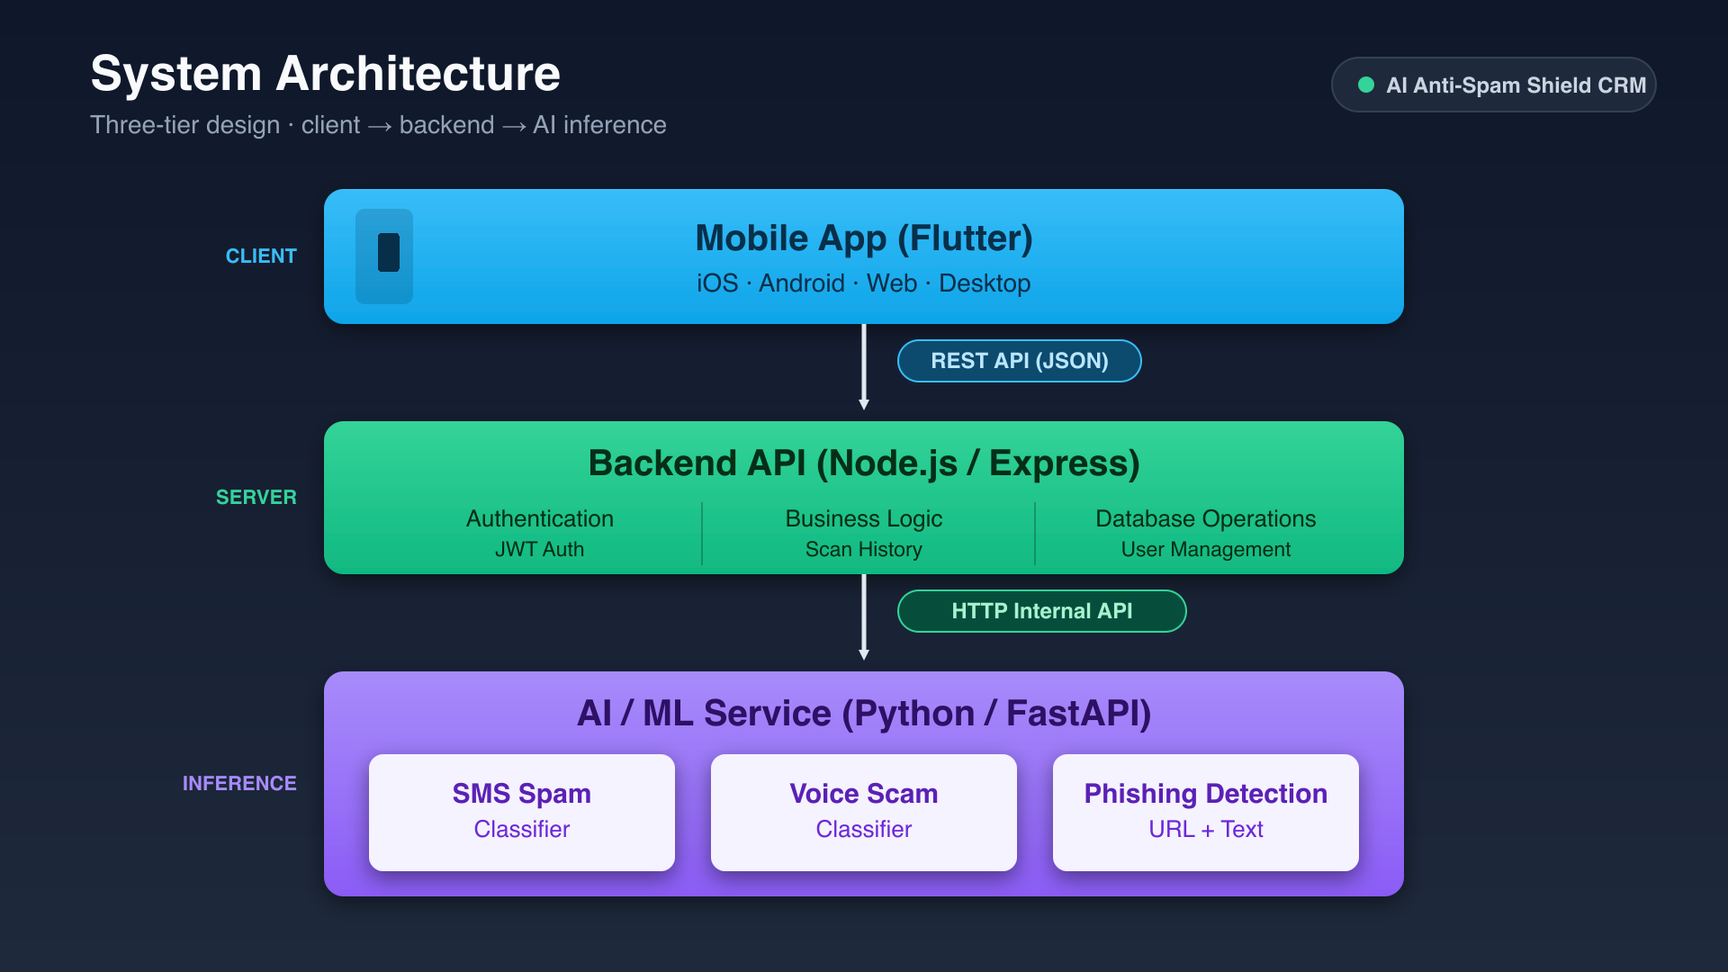 System Architecture
Three-tier design · client → backend → AI inference
AI Anti-Spam Shield CRM
CLIENT
Mobile App (Flutter)
iOS · Android · Web · Desktop
REST API (JSON)
SERVER
Backend API (Node.js / Express)
Authentication
JWT Auth
Business Logic
Scan History
Database Operations
User Management
HTTP Internal API
INFERENCE
AI / ML Service (Python / FastAPI)
SMS Spam
Classifier
Voice Scam
Classifier
Phishing Detection
URL + Text